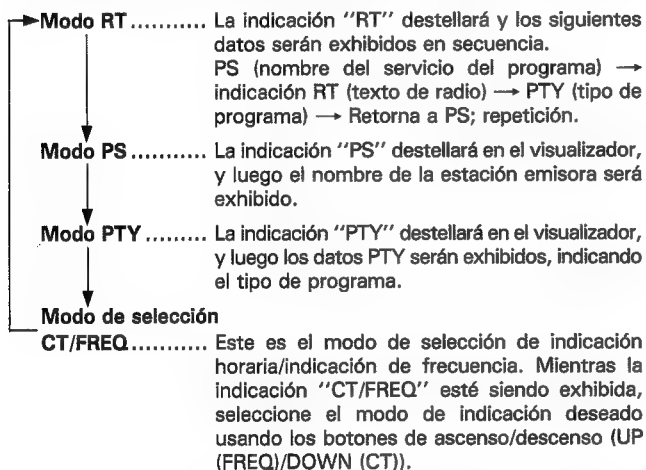 Modo RT ........... La indicación ''RT'' destellará y los siguientes
datos serán exhibidos en secuencia.
PS (nombre del servicio del programa) →
indicación RT (texto de radio) → PTY (tipo de
programa) → Retorna a PS; repetición.
Modo PS ........... La indicación ''PS'' destellará en el visualizador,
y luego el nombre de la estación emisora será
exhibido.
Modo PTY ......... La indicación ''PTY'' destellará en el visualizador,
y luego los datos PTY serán exhibidos, indicando
el tipo de programa.
Modo de selección
CT/FREQ ........... Este es el modo de selección de indicación
horaria/indicación de frecuencia. Mientras la
indicación ''CT/FREQ'' esté siendo exhibida,
seleccione el modo de indicación deseado
usando los botones de ascenso/descenso (UP
(FREQ)/DOWN (CT)).